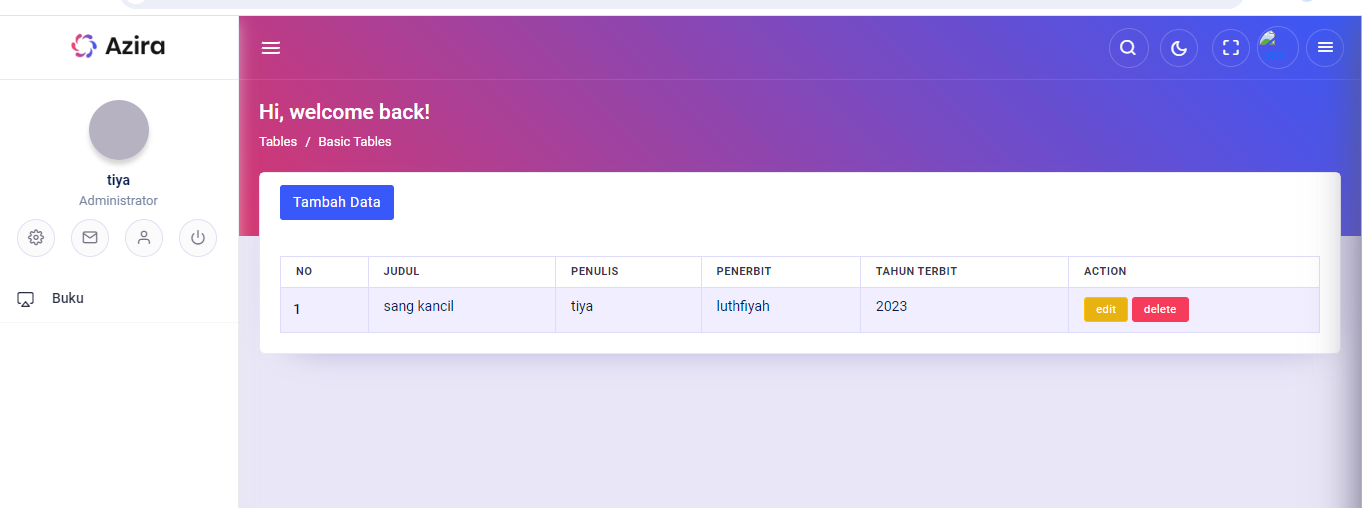 Azira
tiya
Administrator
Buku
Hi, welcome back!
Tables / Basic Tables
Tambah Data
NO JUDUL PENULIS PENERBIT TAHUN TERBIT ACTION
1 sang kancil tiya luthfiyah 2023 edit delete